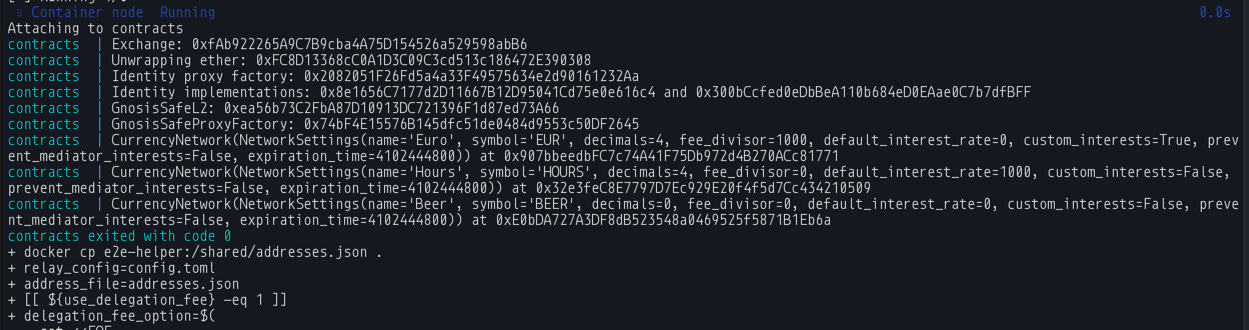 Container node  Running 0.0s
Attaching to contracts
contracts  | Exchange: 0xfAb922265A9C7B9cba4A75D154526a529598abB6
contracts  | Unwrapping ether: 0xFC8D13368cC0A1D3C09C3cd513c186472E390308
contracts  | Identity proxy factory: 0x2082051F26Fd5a4a33F49575634e2d90161232Aa
contracts  | Identity implementations: 0x8e1656C7177d2D11667B12D95041Cd75e0e616c4 and 0x300bCcfed0eDbBeA110b684eD0EAae0C7b7dfBFF
contracts  | GnosisSafeL2: 0xea56b73C2FbA87D10913DC721396F1d87ed73A66
contracts  | GnosisSafeProxyFactory: 0x74bF4E15576B145dfc51de0484d9553c50DF2645
contracts  | CurrencyNetwork(NetworkSettings(name='Euro', symbol='EUR', decimals=4, fee_divisor=1000, default_interest_rate=0, custom_interests=True, prev
ent_mediator_interests=False, expiration_time=4102444800)) at 0x907bbeedbFC7c74A41F75Db972d4B270ACc81771
contracts  | CurrencyNetwork(NetworkSettings(name='Hours', symbol='HOURS', decimals=4, fee_divisor=0, default_interest_rate=1000, custom_interests=False,
prevent_mediator_interests=False, expiration_time=4102444800)) at 0x32e3feC8E7797D7Ec929E20f4f5d7Cc434210509
contracts  | CurrencyNetwork(NetworkSettings(name='Beer', symbol='BEER', decimals=0, fee_divisor=0, default_interest_rate=0, custom_interests=False, preve
nt_mediator_interests=False, expiration_time=4102444800)) at 0xE0bDA727A3DF8dB523548a0469525f5871B1Eb6a
contracts exited with code 0
+ docker cp e2e-helper:/shared/addresses.json .
+ relay_config=config.toml
+ address_file=addresses.json
+ [[ ${use_delegation_fee} -eq 1 ]]
+ delegation_fee_option=$(